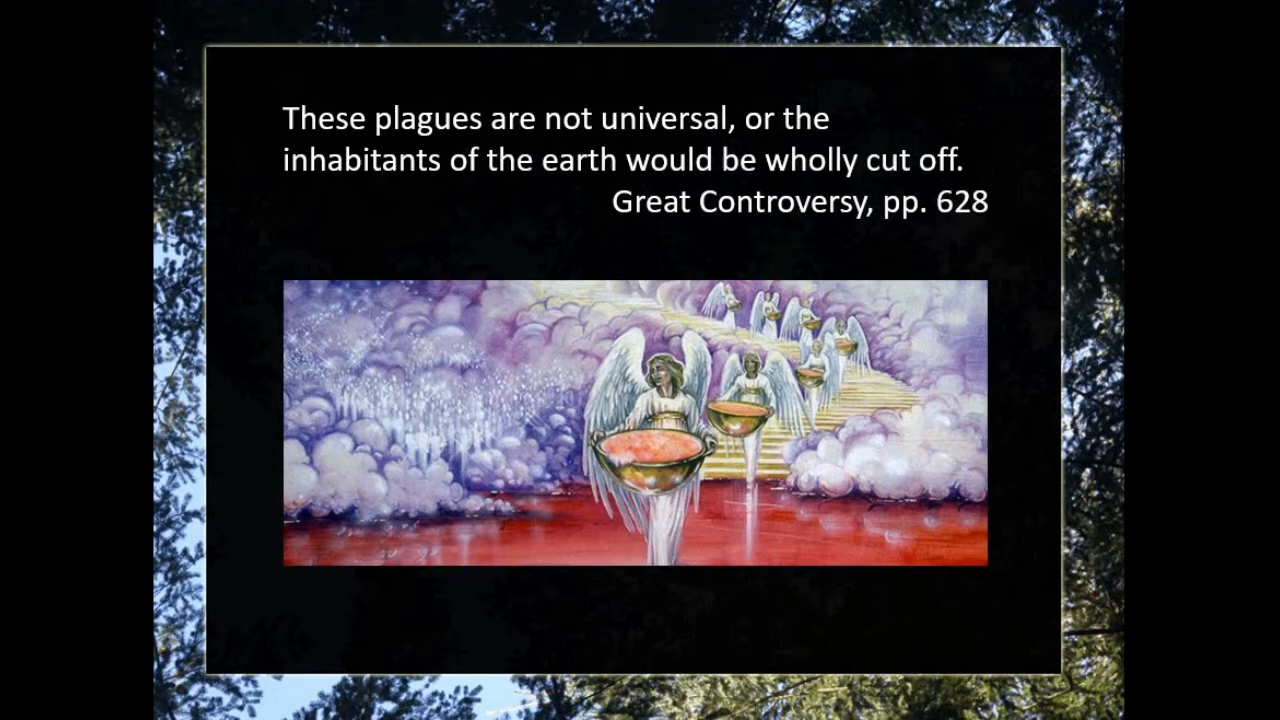 These plagues are not universal, or the
inhabitants of the earth would be wholly cut off.
Great Controversy, pp. 628